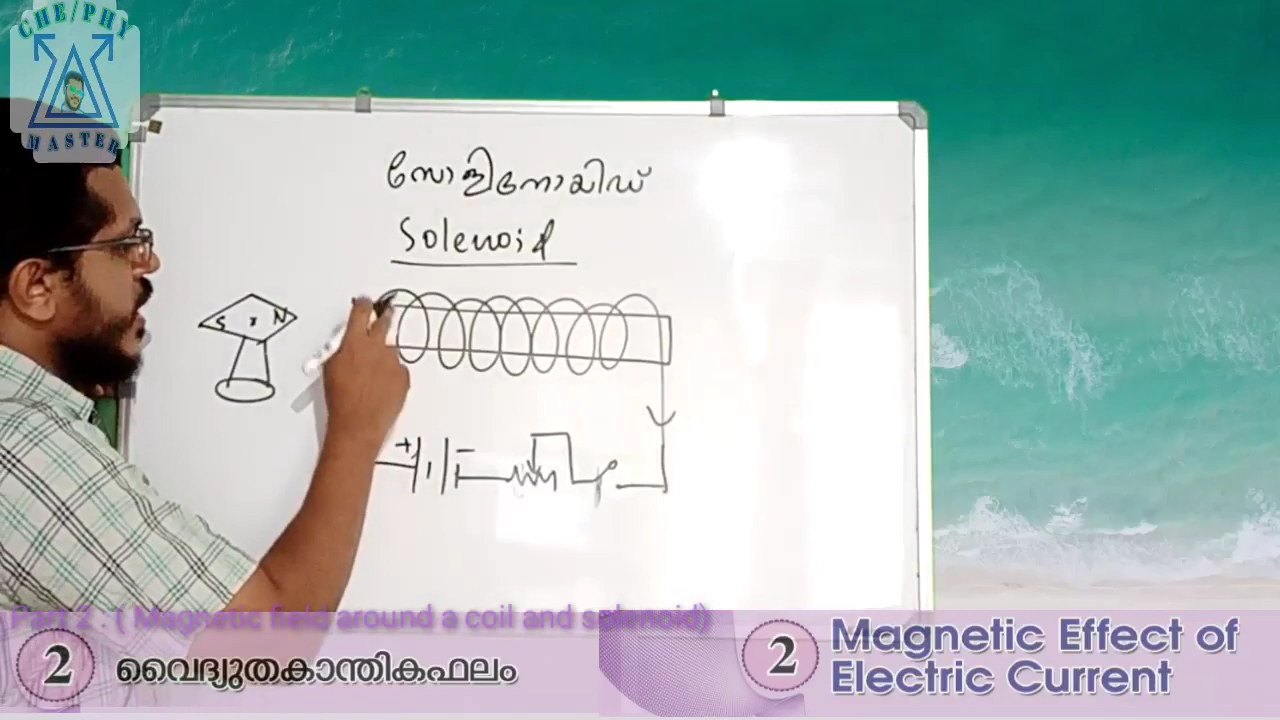 CHE/PHY
MASTER
സോളിനോയിഡ്
Solenoid
S N
+ -
Part 2 : ( Magnetic field around a coil and solenoid)
2 വൈദ്യുതകാന്തികഫലം
2 Magnetic Effect of
Electric Current